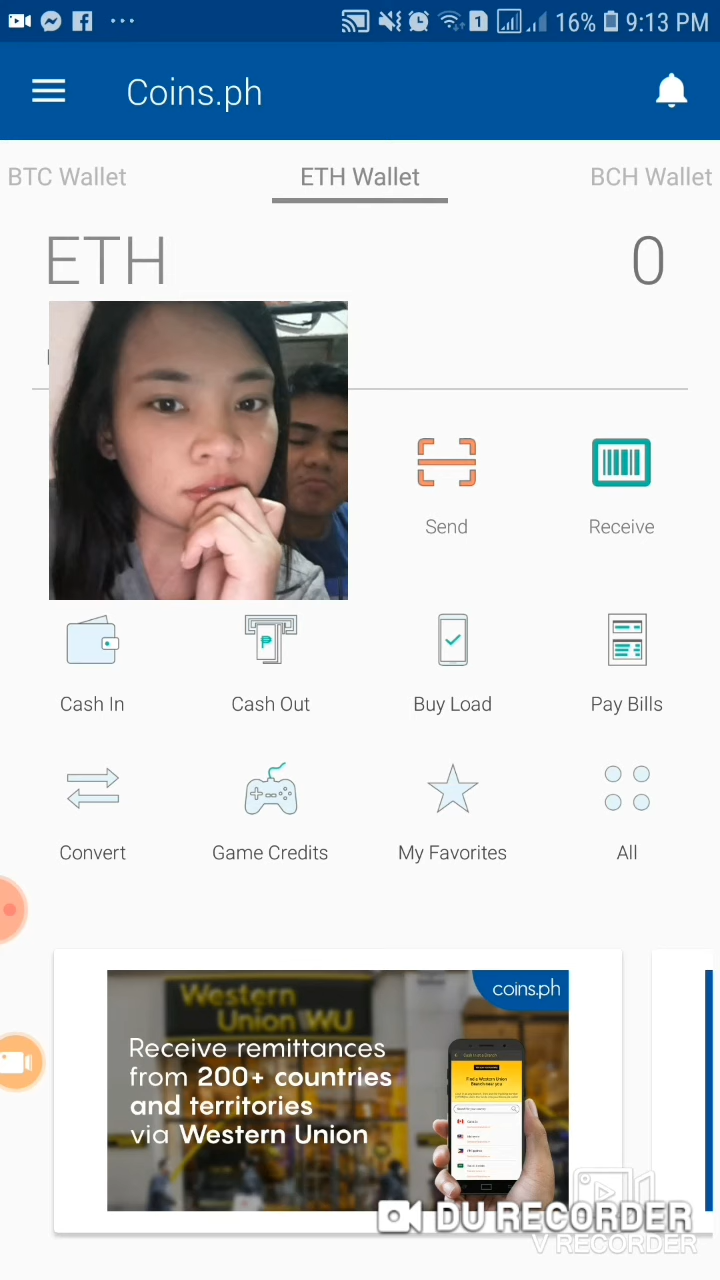 16% 9:13 PM
Coins.ph
BTC Wallet ETH Wallet BCH Wallet
ETH 0
Send Receive
Cash In Cash Out Buy Load Pay Bills
Convert Game Credits My Favorites All
coins.ph
Western
Union WU
Receive remittances
from 200+ countries
and territories
via Western Union
DU RECORDER
V RECORDER